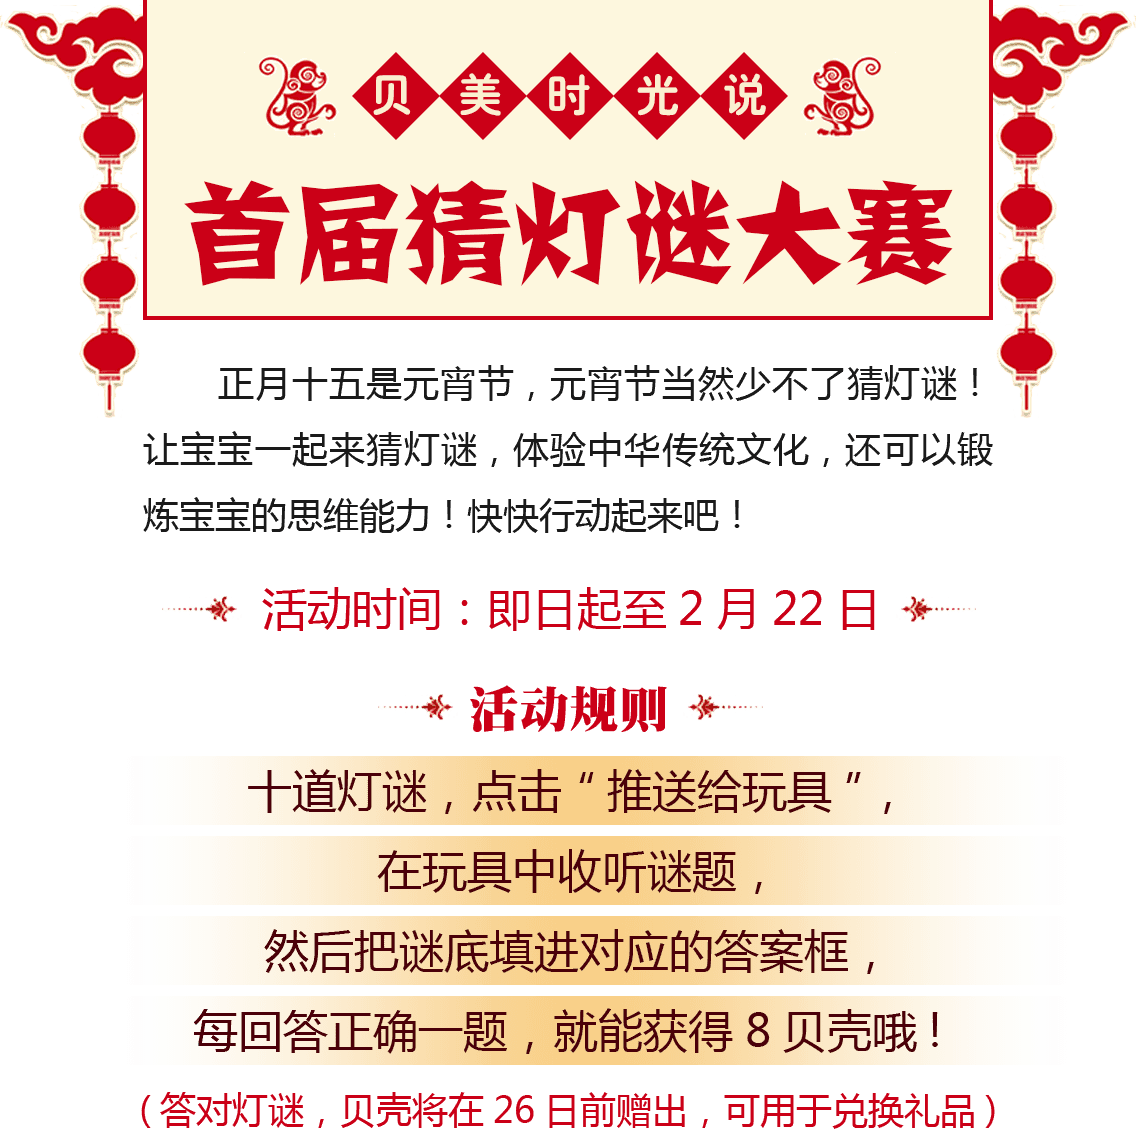 贝美时光说
首届猜灯谜大赛
正月十五是元宵节，元宵节当然少不了猜灯谜！
让宝宝一起来猜灯谜，体验中华传统文化，还可以锻
炼宝宝的思维能力！快快行动起来吧！
活动时间：即日起至 2 月 22 日
活动规则
十道灯谜，点击“推送给玩具”，
在玩具中收听谜题，
然后把谜底填进对应的答案框，
每回答正确一题，就能获得 8 贝壳哦！
（答对灯谜，贝壳将在 26 日前赠出，可用于兑换礼品）